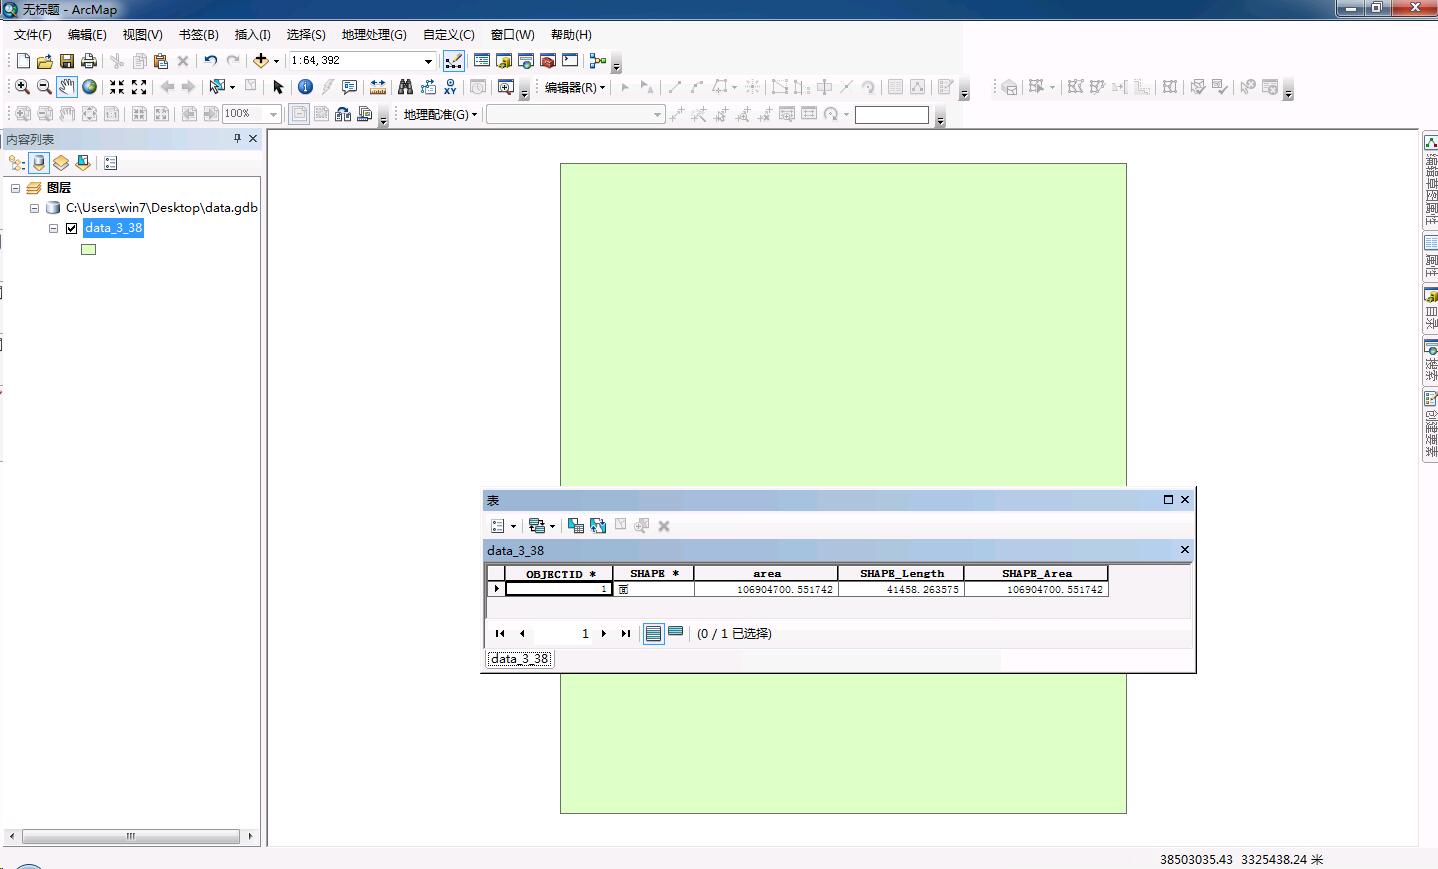 无标题 - ArcMap
文件(F) 编辑(E) 视图(V) 书签(B) 插入(I) 选择(S) 地理处理(G) 自定义(C) 窗口(W) 帮助(H)
1:64,392
编辑器(R)
100%
地理配准(G)
内容列表
图层
C:\Users\win7\Desktop\data.gdb
data_3_38
表
data_3_38
OBJECTID * SHAPE * area SHAPE_Length SHAPE_Area
1 面 106904700.551742 41458.263575 106904700.551742
1 (0 / 1 已选择)
data_3_38
编辑草图属性
属性
目录
搜索
创建要素
38503035.43 3325438.24 米